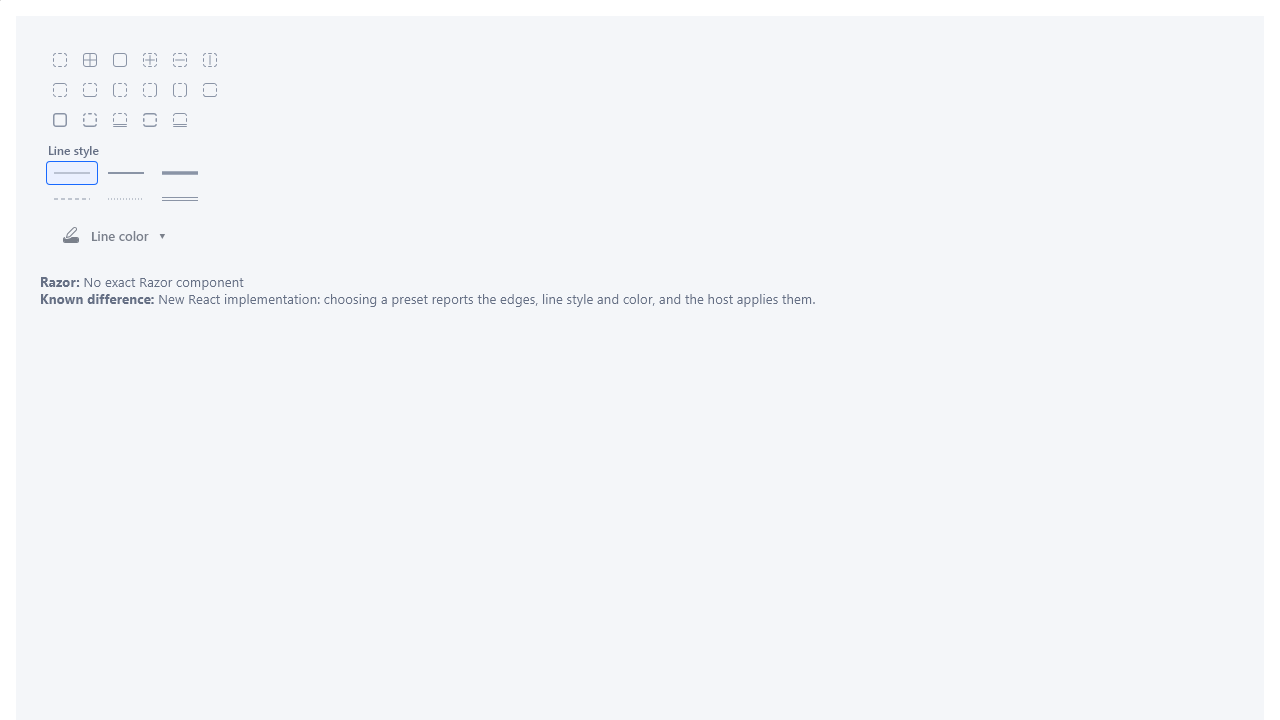 Line style
Line color
Razor: No exact Razor component
Known difference: New React implementation: choosing a preset reports the edges, line style and color, and the host applies them.